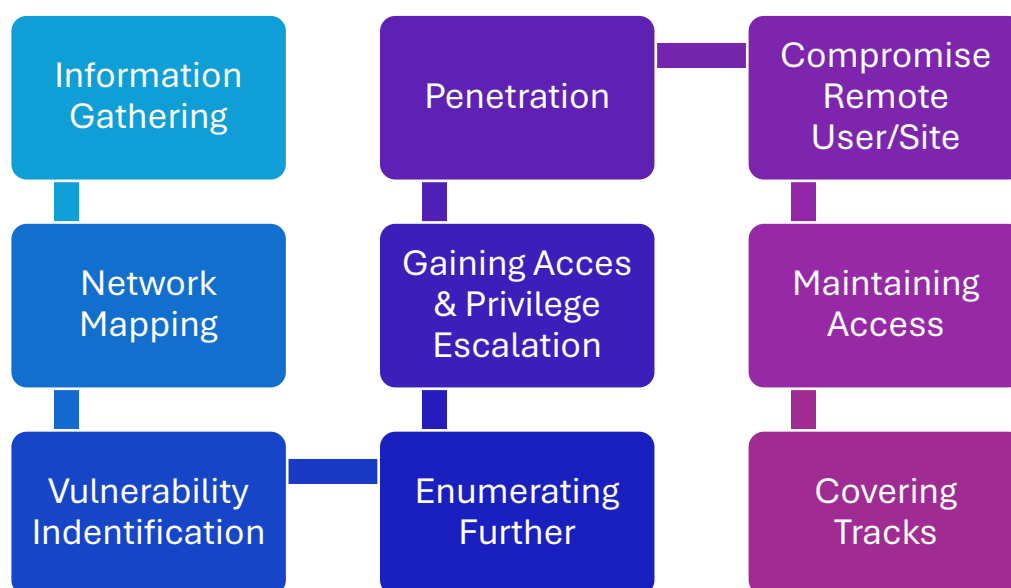 Information
Gathering
Network
Mapping
Vulnerability
Indentification
Enumerating
Further
Gaining Acces
& Privilege
Escalation
Penetration
Compromise
Remote
User/Site
Maintaining
Access
Covering
Tracks